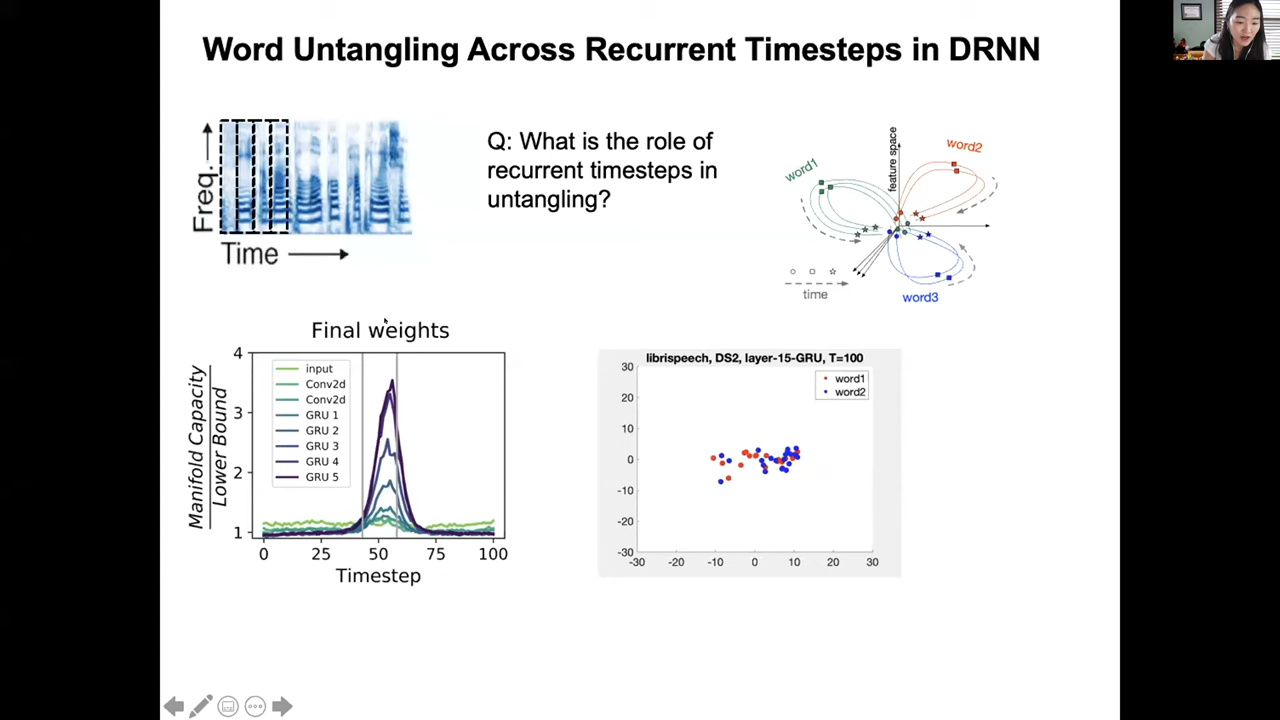 Word Untangling Across Recurrent Timesteps in DRNN
Freq.
Time
Q: What is the role of
recurrent timesteps in
untangling?
feature space
word1
word2
word3
time
Final weights
Manifold Capacity
Lower Bound
4
3
2
1
input
Conv2d
Conv2d
GRU 1
GRU 2
GRU 3
GRU 4
GRU 5
0 25 50 75 100
Timestep
librispeech, DS2, layer-15-GRU, T=100
word1
word2
30
20
10
0
-10
-20
-30
-30 -20 -10 0 10 20 30